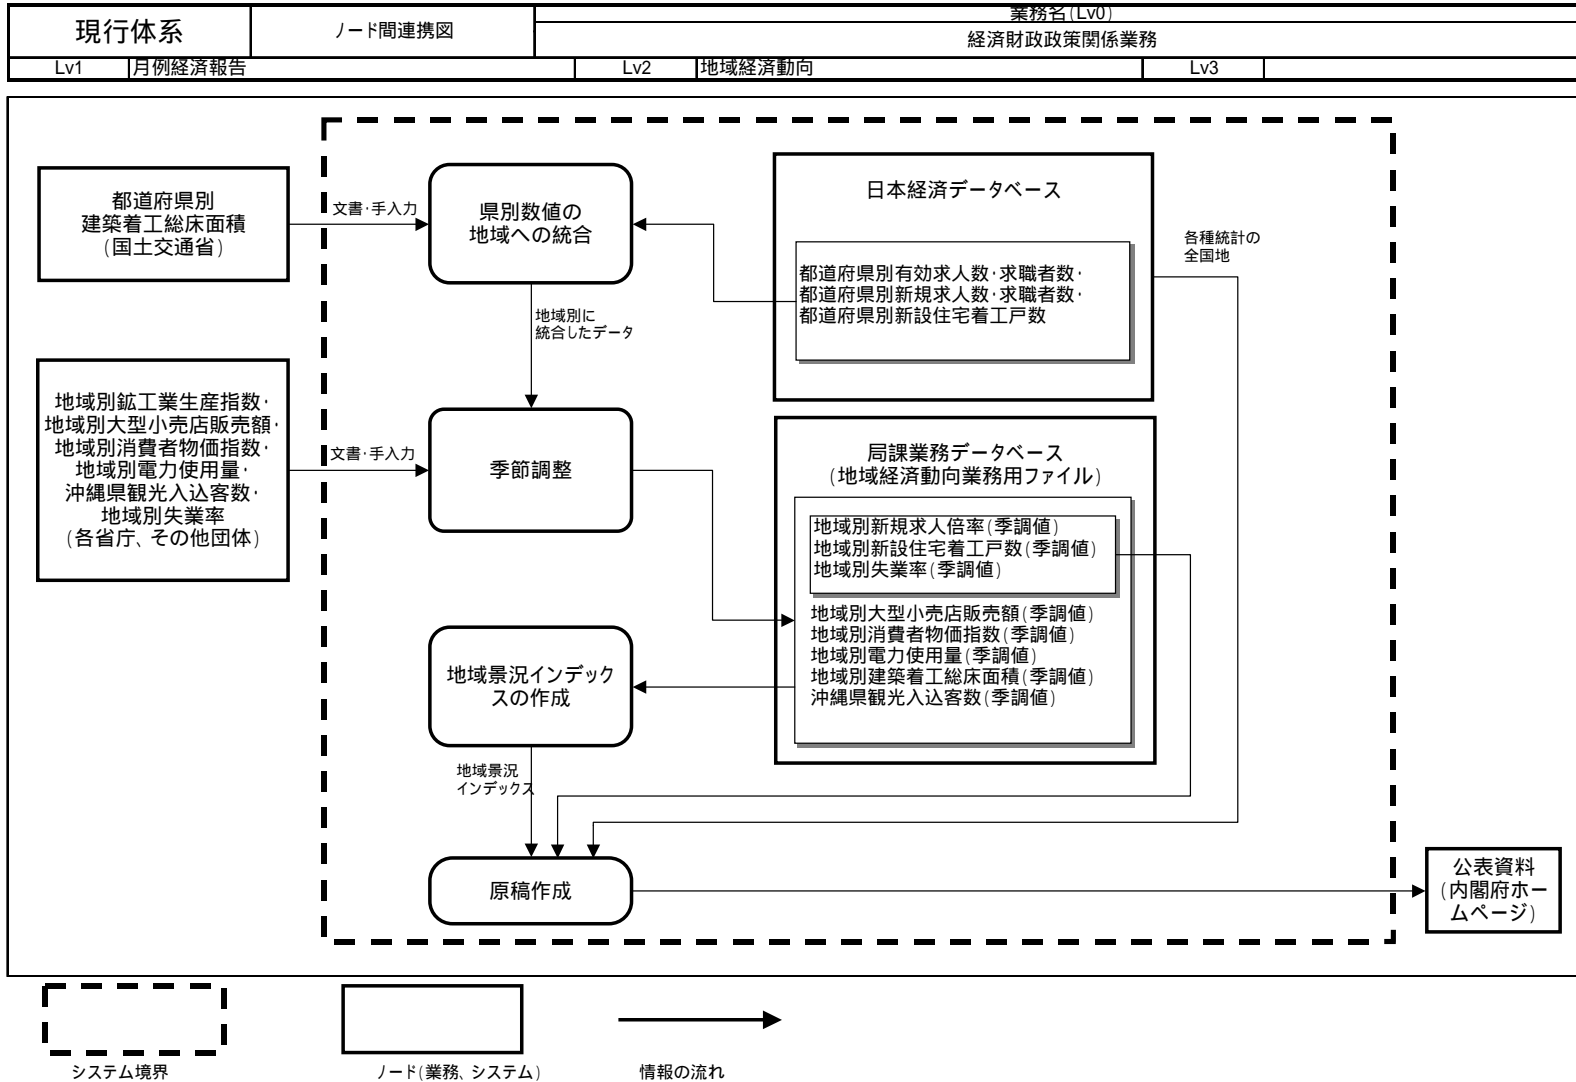 現行体系
ノード間連携図
業務名(Lv0)
経済財政政策関係業務
Lv1
月例経済報告
Lv2
地域経済動向
Lv3
都道府県別
建築着工総床面積
(国土交通省)
文書・手入力
県別数値の
地域への統合
日本経済データベース
都道府県別有効求人数・求職者数・
都道府県別新規求人数・求職者数・
都道府県別新設住宅着工戸数
各種統計の
全国地
地域別に
統合したデータ
地域別鉱工業生産指数・
地域別大型小売店販売額・
地域別消費者物価指数・
地域別電力使用量・
沖縄県観光入込客数・
地域別失業率
(各省庁、その他団体)
文書・手入力
季節調整
局課業務データベース
(地域経済動向業務用ファイル)
地域別新規求人倍率(季調値)
地域別新設住宅着工戸数(季調値)
地域別失業率(季調値)
地域別大型小売店販売額(季調値)
地域別消費者物価指数(季調値)
地域別電力使用量(季調値)
地域別建築着工総床面積(季調値)
沖縄県観光入込客数(季調値)
地域景況インデック
スの作成
地域景況
インデックス
原稿作成
公表資料
(内閣府ホー
ムページ)
システム境界
ノード(業務、システム)
情報の流れ